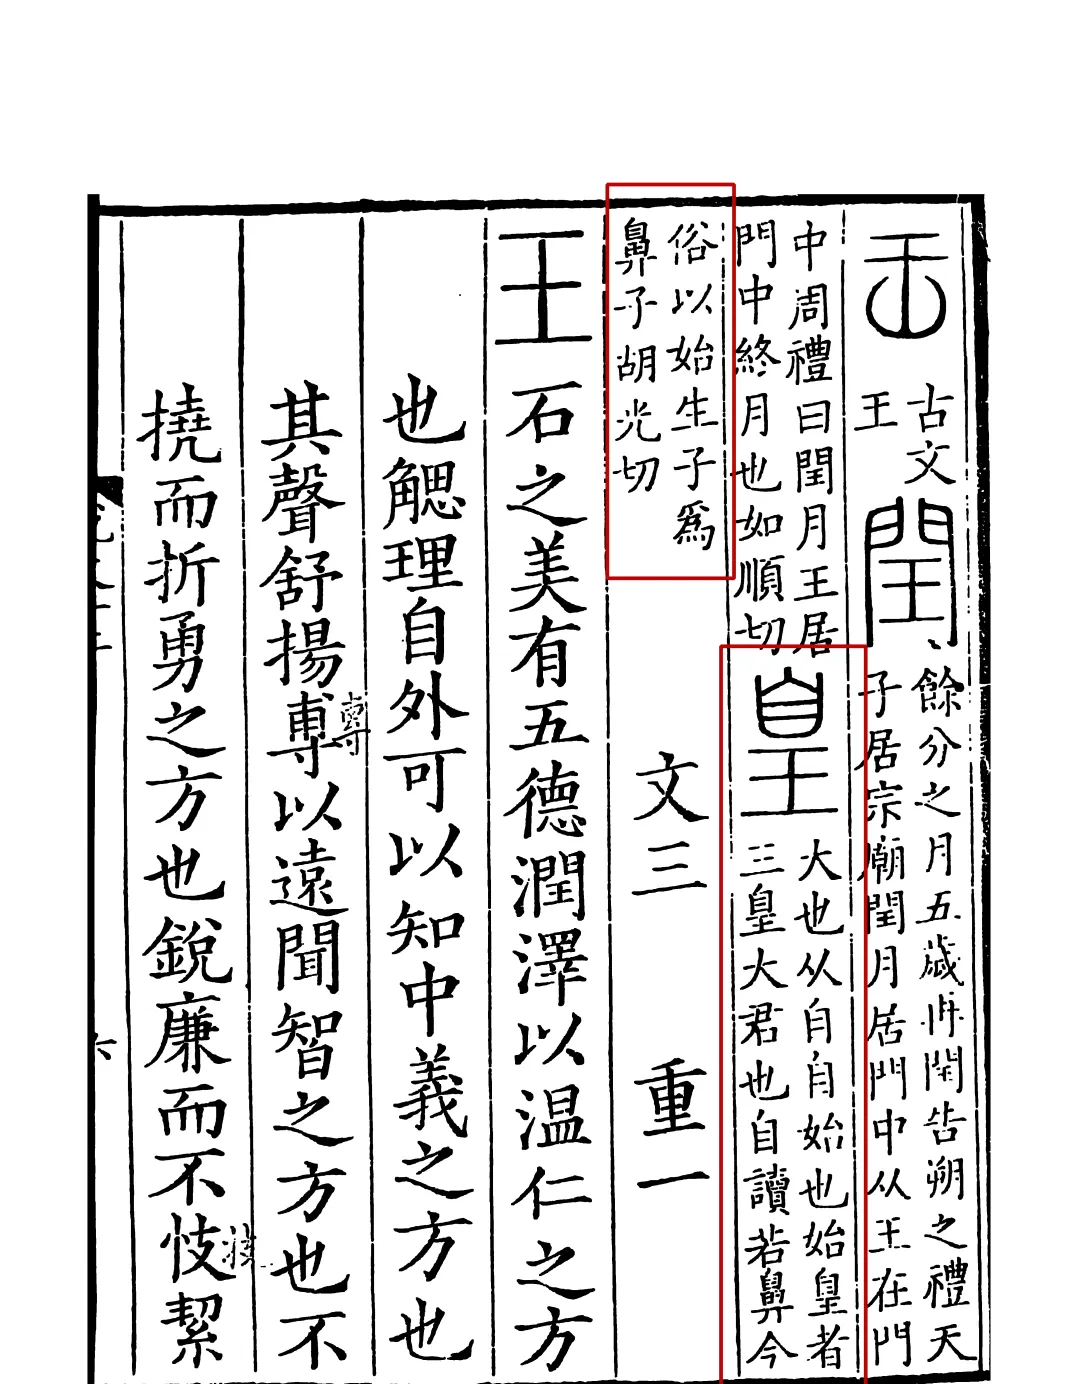 王
古文
王
閏
餘分之月五歲再閏告朔之禮天
子居宗廟閏月居門中从王在門
中周禮曰閏月王居
門中終月也如順切
皇
大也从自自始也始皇者
三皇大君也自讀若鼻今
俗以始生子爲
鼻子胡光切
文三 重一
玉 石之美有五德潤澤以温仁之方
也䚡理自外可以知中義之方也
其聲舒揚尃以遠聞智之方也不
專
撓而折勇之方也銳廉而不忮絜
技
六